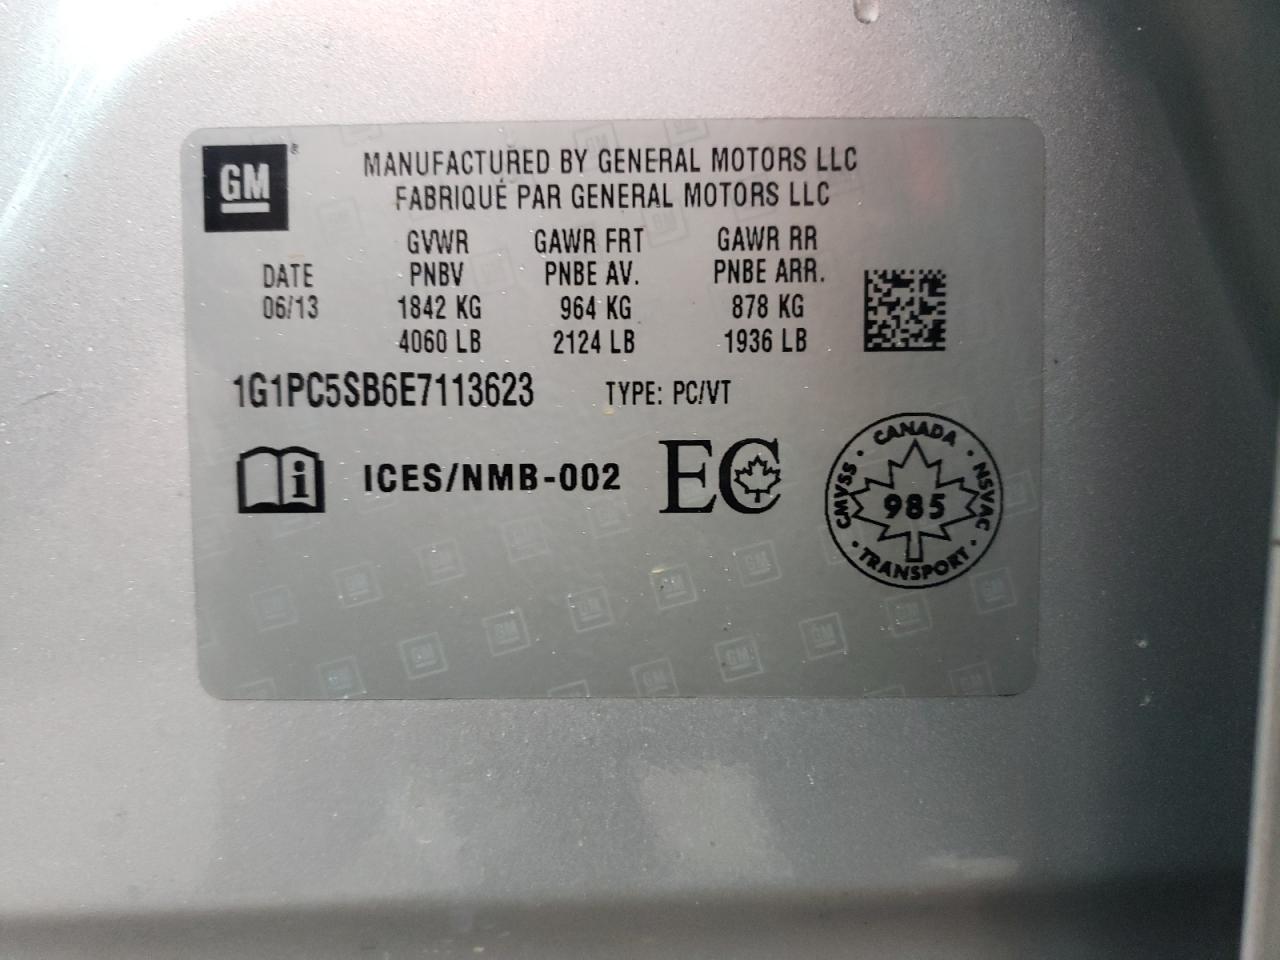 GM
MANUFACTURED BY GENERAL MOTORS LLC
FABRIQUÉ PAR GENERAL MOTORS LLC
DATE
06/13
GVWR
PNBV
1842 KG
4060 LB
GAWR FRT
PNBE AV.
964 KG
2124 LB
GAWR RR
PNBE ARR.
878 KG
1936 LB
1G1PC5SB6E7113623 TYPE: PC/VT
i ICES/NMB-002 EC
CANADA
CMVSS 985 NSVAC
TRANSPORT